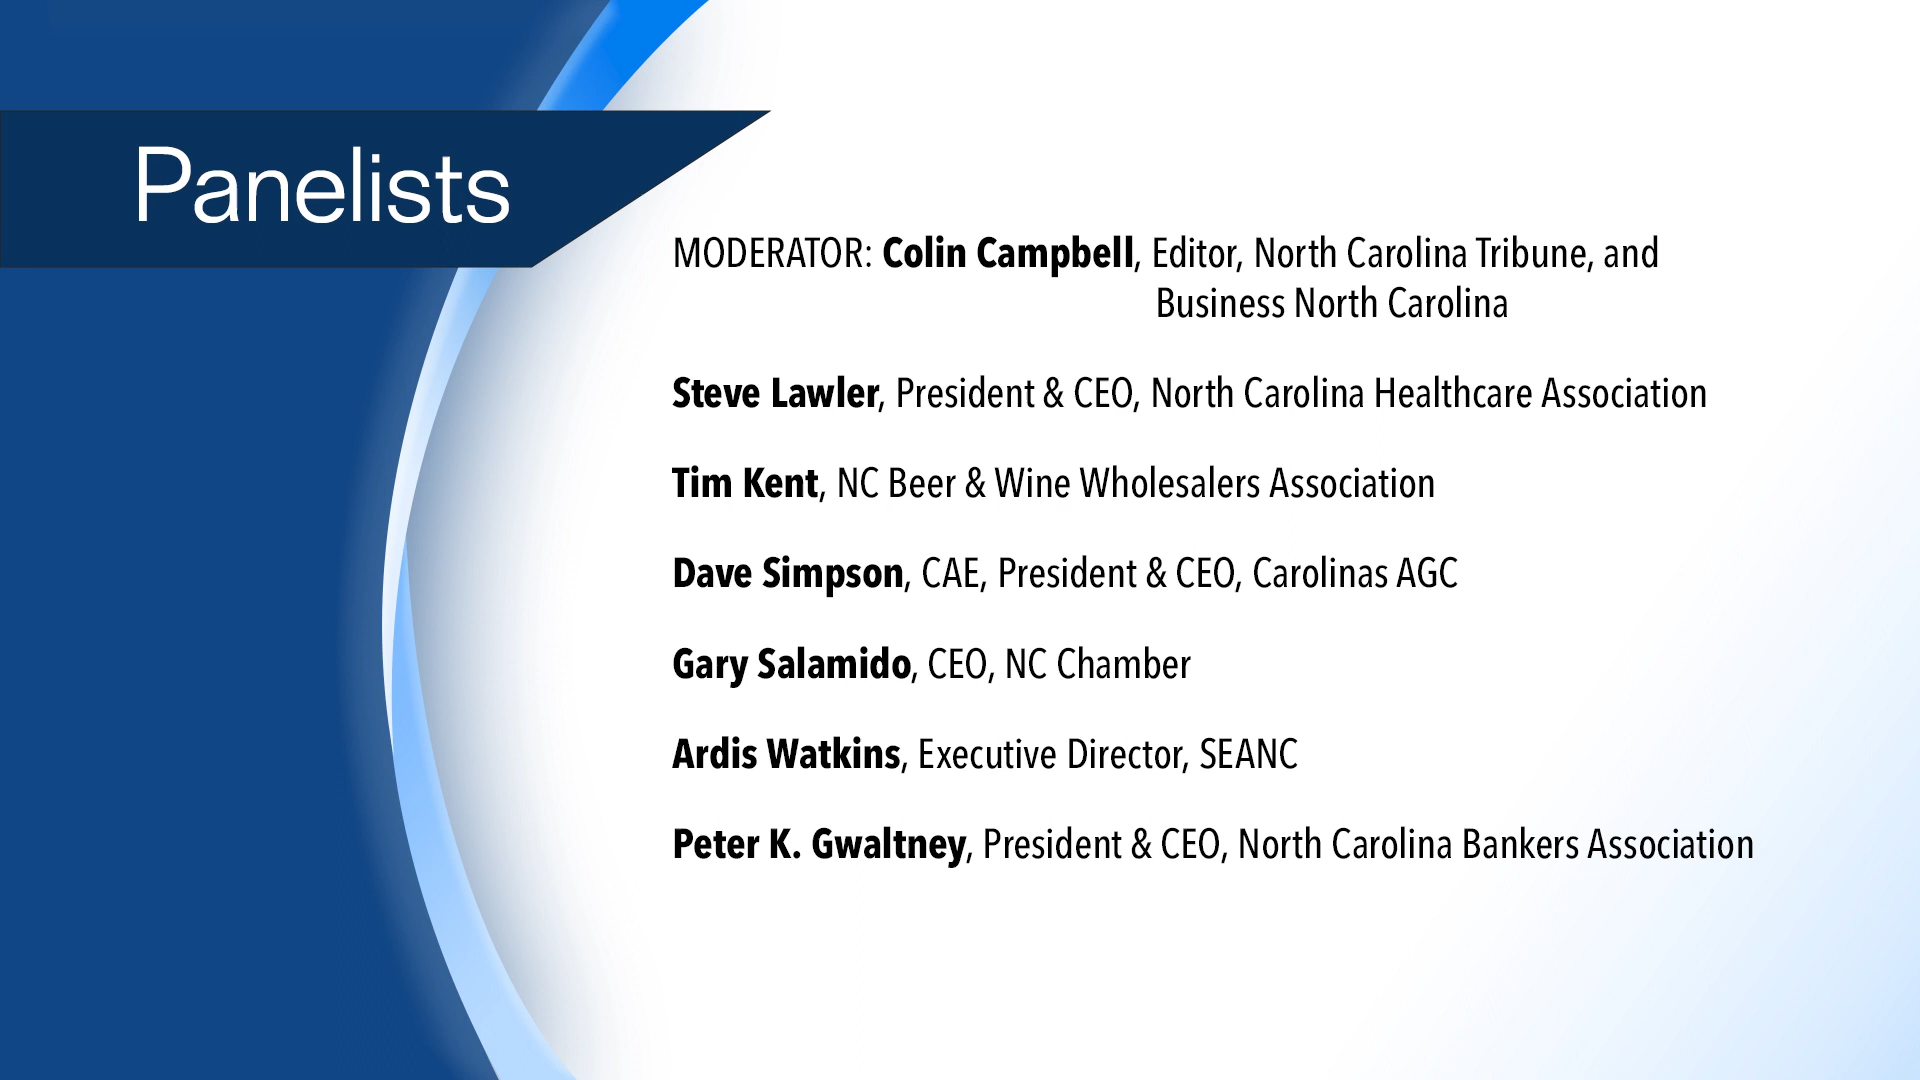 Panelists
MODERATOR: Colin Campbell, Editor, North Carolina Tribune, and
Business North Carolina
Steve Lawler, President & CEO, North Carolina Healthcare Association
Tim Kent, NC Beer & Wine Wholesalers Association
Dave Simpson, CAE, President & CEO, Carolinas AGC
Gary Salamido, CEO, NC Chamber
Ardis Watkins, Executive Director, SEANC
Peter K. Gwaltney, President & CEO, North Carolina Bankers Association